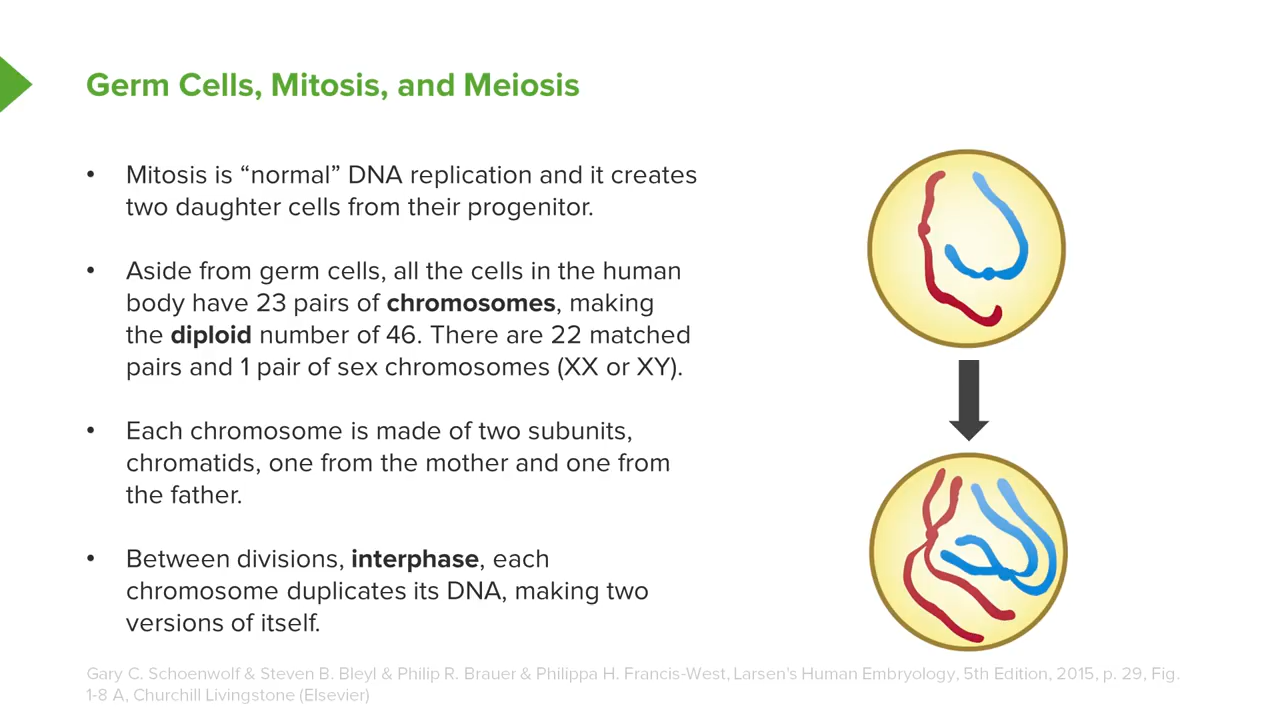 Germ Cells, Mitosis, and Meiosis
• Mitosis is “normal” DNA replication and it creates
two daughter cells from their progenitor.
• Aside from germ cells, all the cells in the human
body have 23 pairs of chromosomes, making
the diploid number of 46. There are 22 matched
pairs and 1 pair of sex chromosomes (XX or XY).
• Each chromosome is made of two subunits,
chromatids, one from the mother and one from
the father.
• Between divisions, interphase, each
chromosome duplicates its DNA, making two
versions of itself.
Gary C. Schoenwolf & Steven B. Bleyl & Philip R. Brauer & Philippa H. Francis-West, Larsen's Human Embryology, 5th Edition, 2015, p. 29, Fig.
1-8 A, Churchill Livingstone (Elsevier)